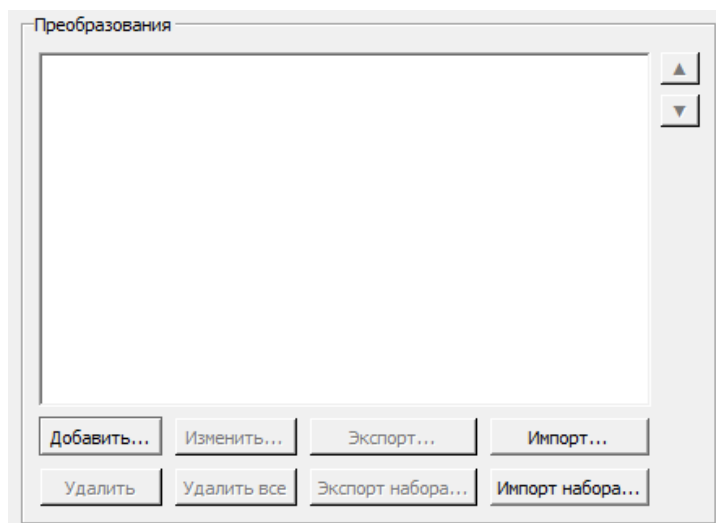 Преобразования
▲
▼
Добавить... Изменить... Экспорт... Импорт...
Удалить Удалить все Экспорт набора... Импорт набора...